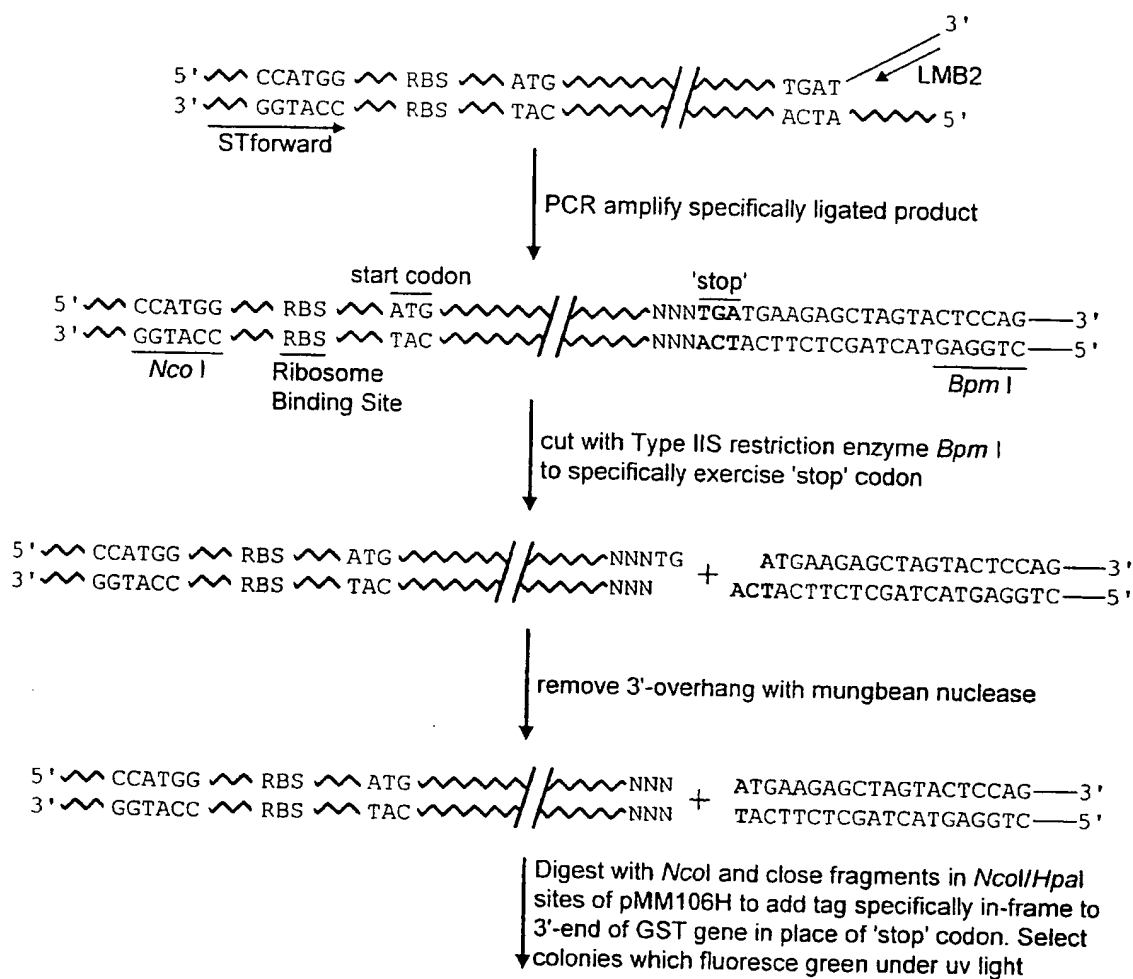 3'
5' CCATGG RBS ATG TGAT LMB2
3' GGTACC RBS TAC ACTA 5'
STforward
PCR amplify specifically ligated product
start codon 'stop'
5' CCATGG RBS ATG NNNTGATGAAGAGCTAGTACTCCAG 3'
3' GGTACC RBS TAC NNNACTACTTCTCGATCATGAGGTC 5'
Nco I Ribosome Bpm I
Binding Site
cut with Type IIS restriction enzyme Bpm I
to specifically exercise 'stop' codon
5' CCATGG RBS ATG NNNTG + ATGAAGAGCTAGTACTCCAG 3'
3' GGTACC RBS TAC NNN ACTACTTCTCGATCATGAGGTC 5'
remove 3'-overhang with mungbean nuclease
5' CCATGG RBS ATG NNN + ATGAAGAGCTAGTACTCCAG 3'
3' GGTACC RBS TAC NNN TACTTCTCGATCATGAGGTC 5'
Digest with NcoI and close fragments in NcoI/HpaI
sites of pMM106H to add tag specifically in-frame to
3'-end of GST gene in place of 'stop' codon. Select
colonies which fluoresce green under uv light